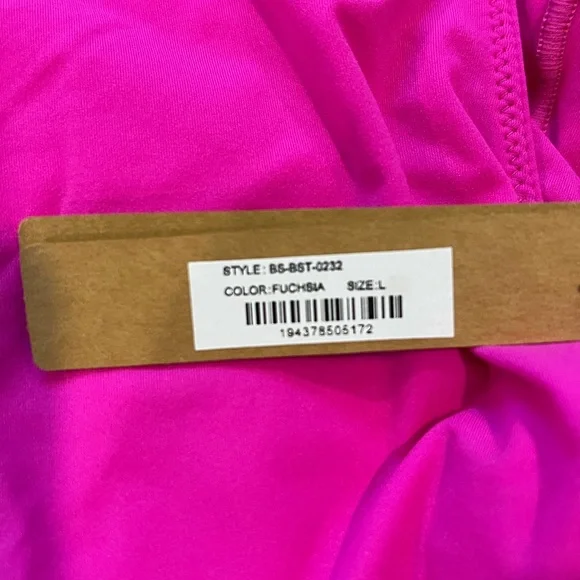 STYLE: BS-BST-0232
COLOR:FUCHSIA SIZE:L
194378505172